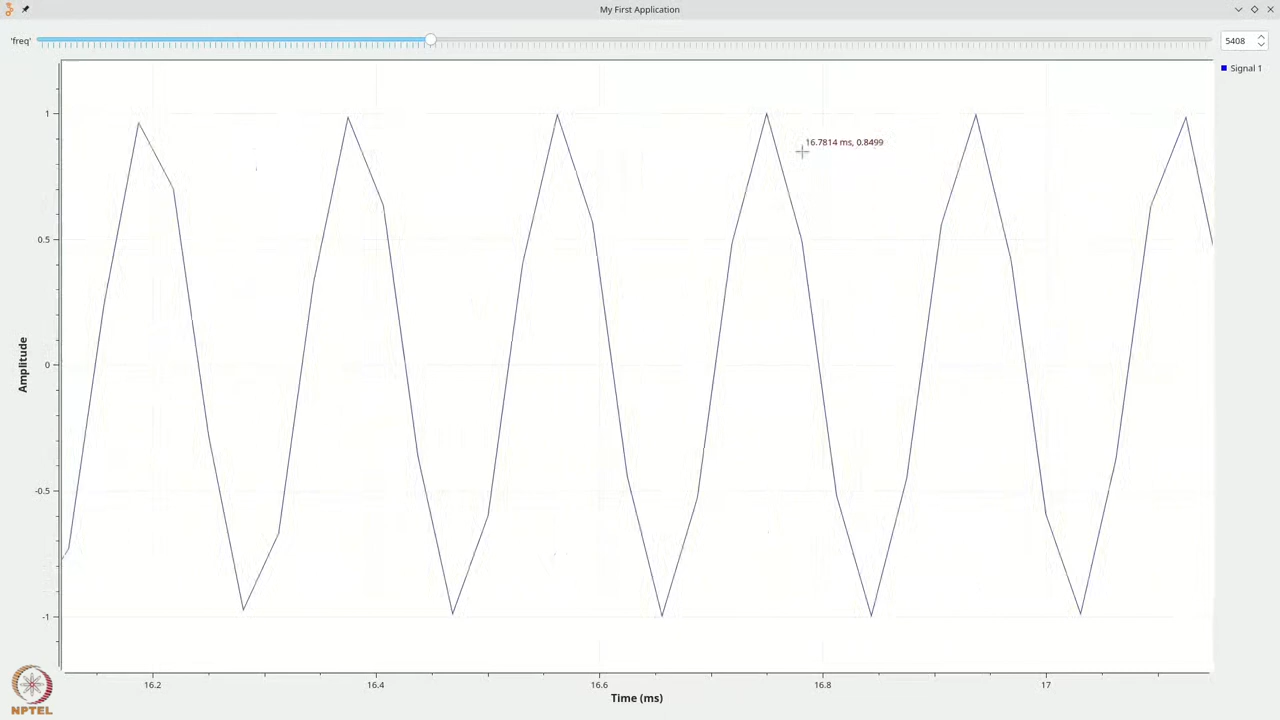 My First Application
'freq'
5408
Signal 1
1
0.5
0
-0.5
-1
Amplitude
16.7814 ms, 0.8499
16.2
16.4
16.6
16.8
17
Time (ms)
NPTEL